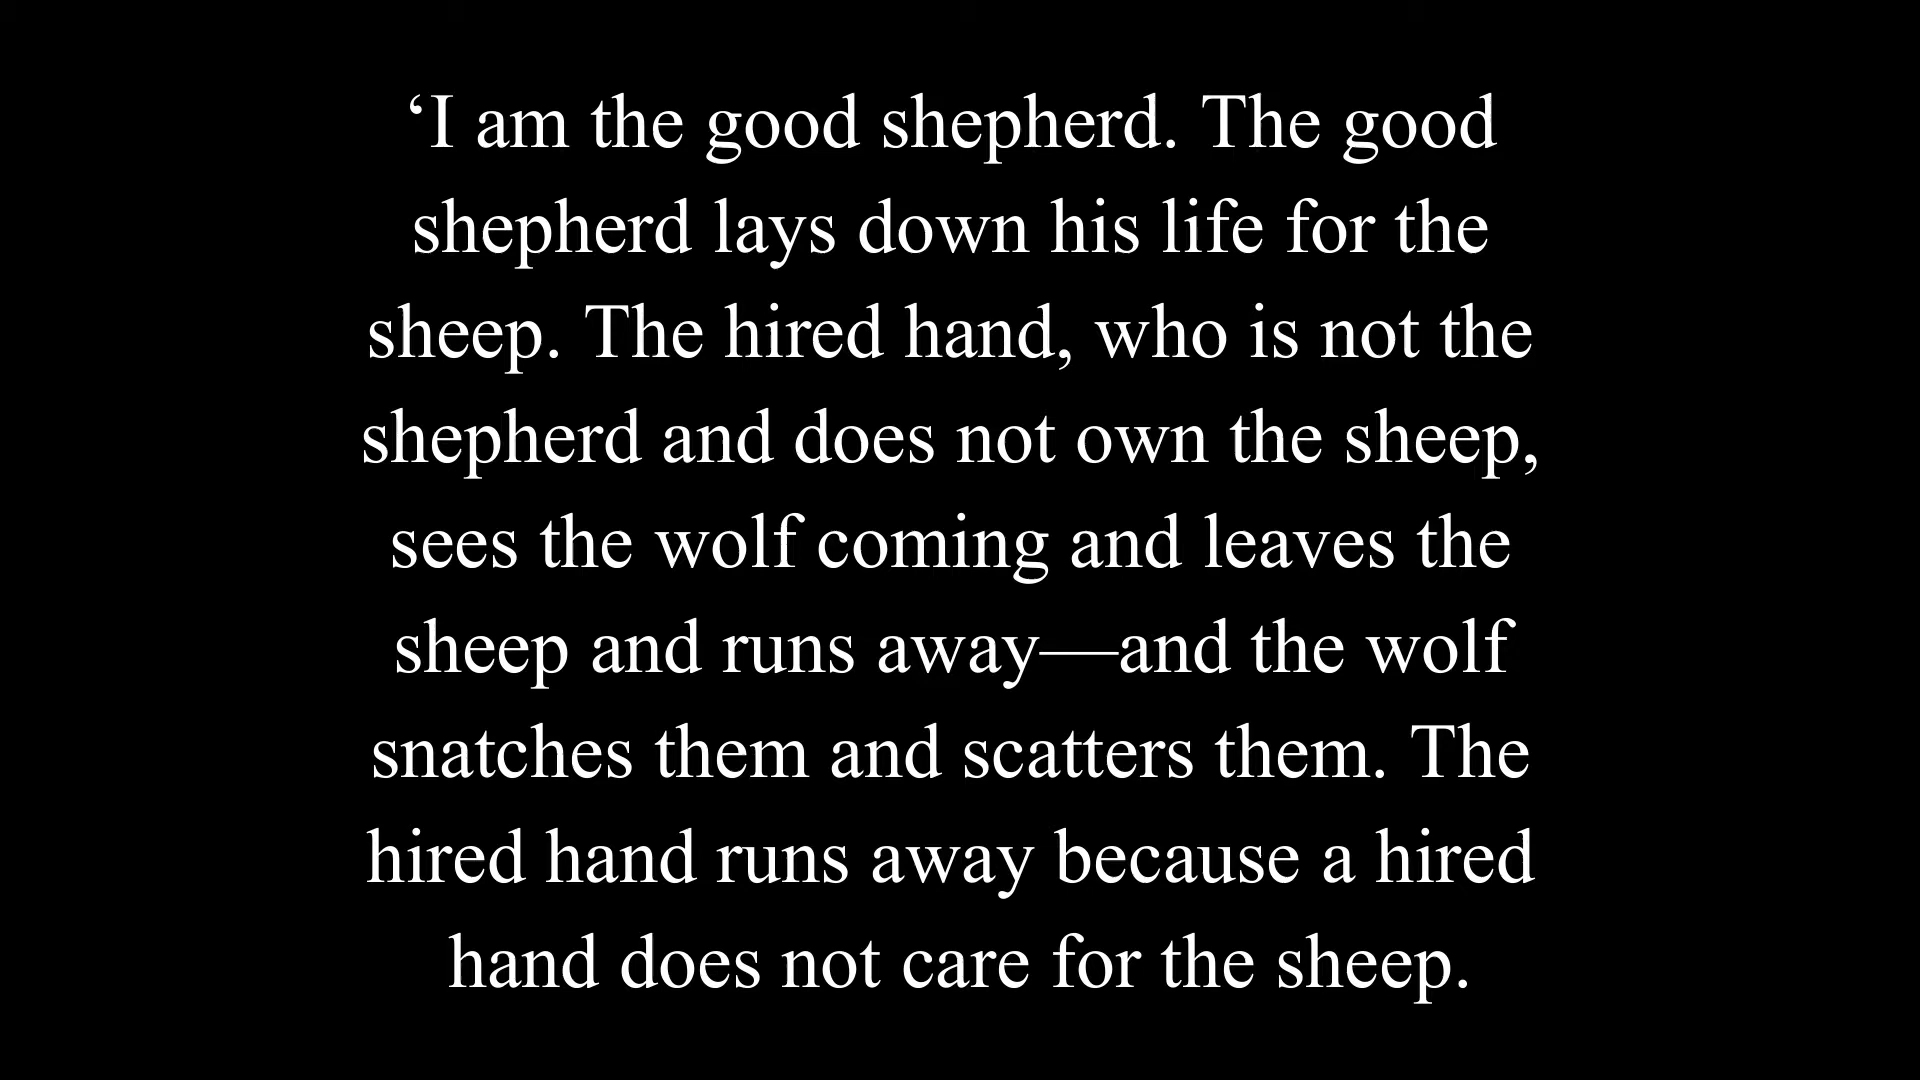 ‘I am the good shepherd. The good
shepherd lays down his life for the
sheep. The hired hand, who is not the
shepherd and does not own the sheep,
sees the wolf coming and leaves the
sheep and runs away—and the wolf
snatches them and scatters them. The
hired hand runs away because a hired
hand does not care for the sheep.